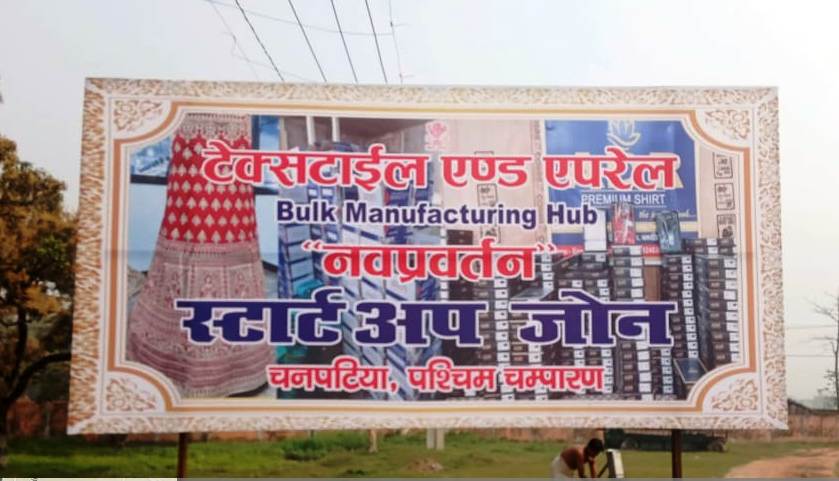 टेक्सटाईल एण्ड एपरेल
PREMIUM SHIRT
Bulk Manufacturing Hub
“नवप्रवर्तन”
स्टार्ट अप जोन
चनपटिया, पश्चिम चम्पारण